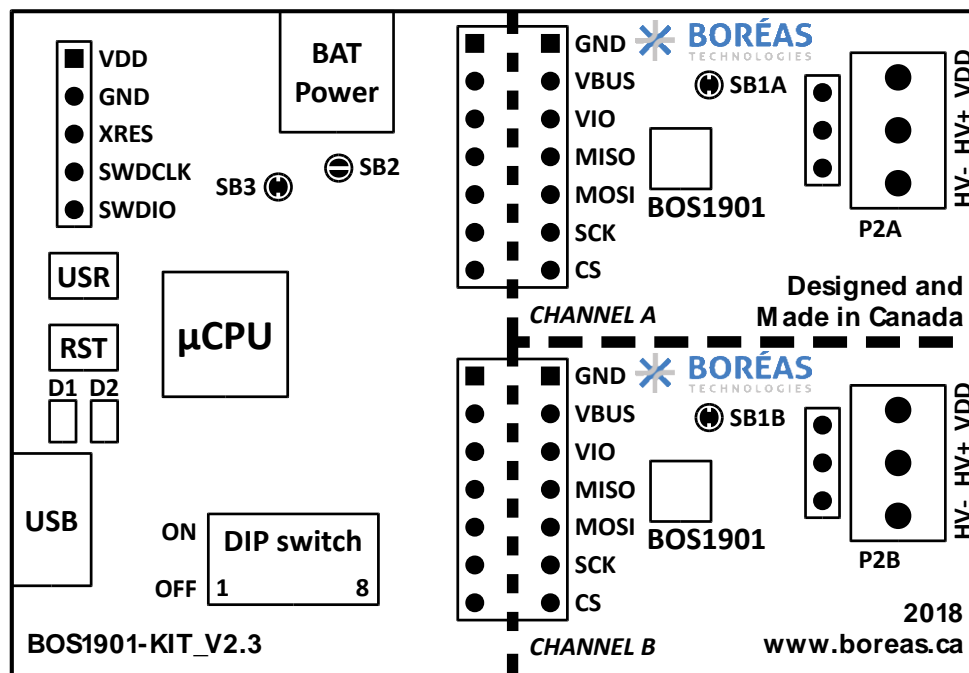 VDD
GND
XRES
SWDCLK
SWDIO
BAT
Power
SB3
SB2
USR
RST
D1 D2
µCPU
USB
ON
OFF
DIP switch
1 8
BOS1901-KIT_V2.3
GND
VBUS
VIO
MISO
MOSI
SCK
CS
CHANNEL A
BORÉAS
TECHNOLOGIES
SB1A
BOS1901
HV- HV+ VDD
P2A
Designed and
Made in Canada
GND
VBUS
VIO
MISO
MOSI
SCK
CS
CHANNEL B
BORÉAS
TECHNOLOGIES
SB1B
BOS1901
HV- HV+ VDD
P2B
2018
www.boreas.ca